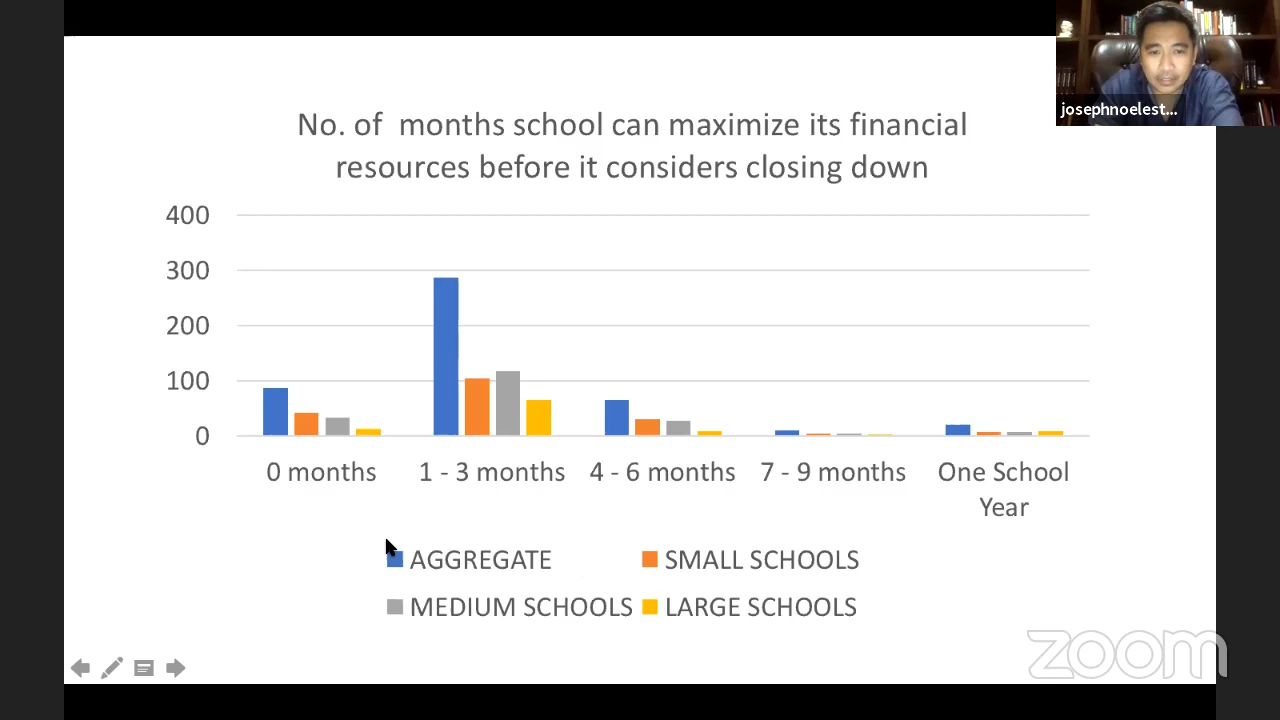 josephnoelest...
No. of months school can maximize its financial
resources before it considers closing down
400
300
200
100
0
0 months
1 - 3 months
4 - 6 months
7 - 9 months
One School
Year
AGGREGATE
SMALL SCHOOLS
MEDIUM SCHOOLS
LARGE SCHOOLS
zoom